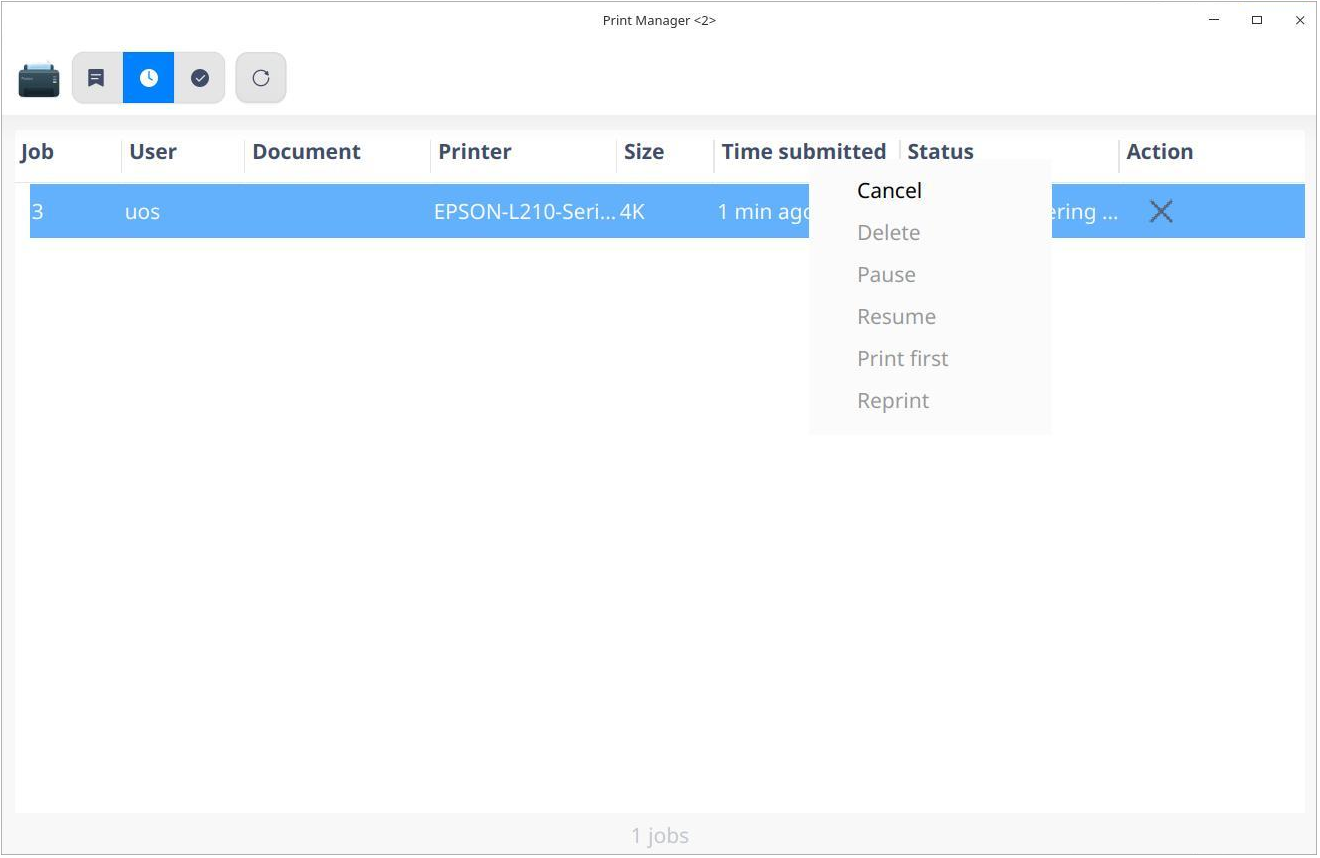 Print Manager <2>
Job User Document Printer Size Time submitted Status Action
3 uos EPSON-L210-Seri... 4K 1 min ago ering ...
Cancel
Delete
Pause
Resume
Print first
Reprint
1 jobs